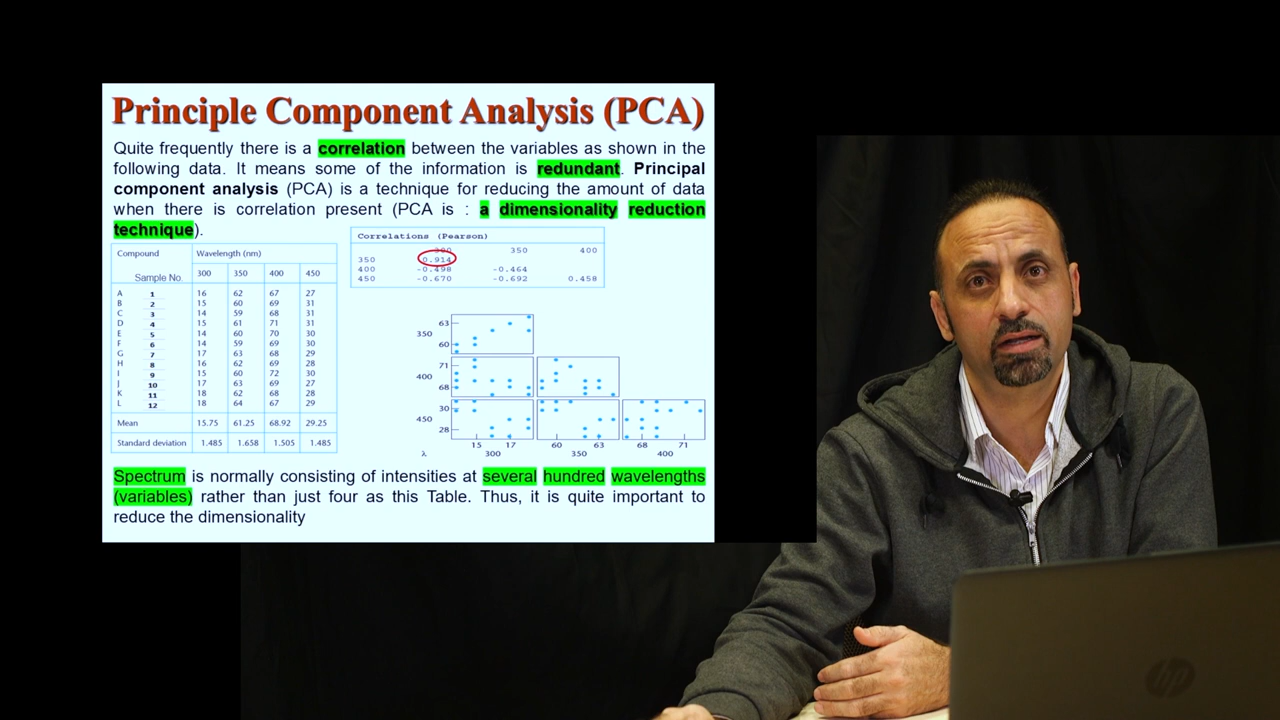 Principle Component Analysis (PCA)
Quite frequently there is a correlation between the variables as shown in the
following data. It means some of the information is redundant. Principal
component analysis (PCA) is a technique for reducing the amount of data
when there is correlation present (PCA is : a dimensionality reduction
technique).
Compound Wavelength (nm)
Sample No. 300 350 400 450
A 1 16 62 67 27
B 2 15 60 69 31
C 3 14 59 68 31
D 4 15 61 71 31
E 5 14 60 70 30
F 6 14 59 69 30
G 7 17 63 68 29
H 8 16 62 69 28
I 9 15 60 72 30
J 10 17 63 69 27
K 11 18 62 68 28
L 12 18 64 67 29
Mean 15.75 61.25 68.92 29.25
Standard deviation 1.485 1.658 1.505 1.485
Correlations (Pearson)
300 350 400
350 0.914
400 -0.498 -0.464
450 -0.670 -0.692 0.458
350 63
60
400 71
68
450 30
28
15 17 60 63 68 71
λ 300 350 400
Spectrum is normally consisting of intensities at several hundred wavelengths
(variables) rather than just four as this Table. Thus, it is quite important to
reduce the dimensionality
hp